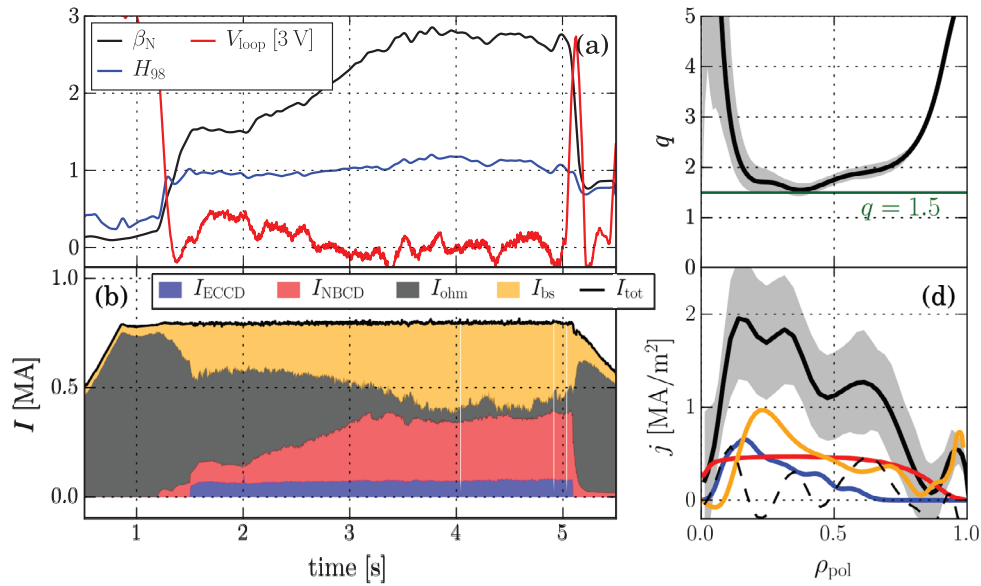 3
2
1
0
β_N
H_98
V_loop [3 V]
(a)
1.0
0.5
0.0
I [MA]
(b)
I_ECCD
I_NBCD
I_ohm
I_bs
I_tot
1
2
3
4
5
time [s]
5
4
3
2
1
0
q
q = 1.5
2
1
0
j [MA/m²]
(d)
0.0
0.5
1.0
ρ_pol